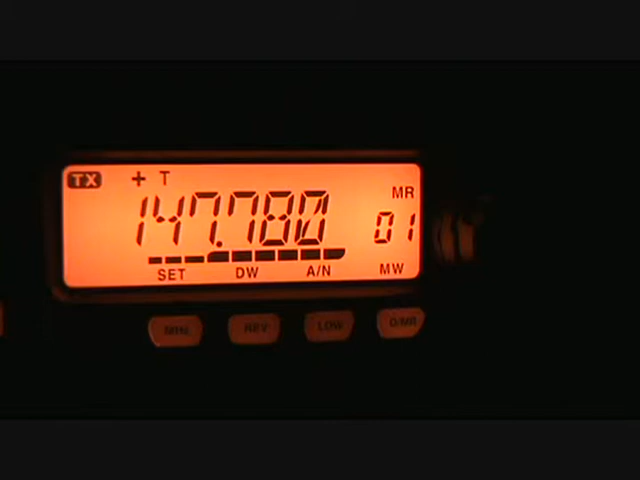 TX + T
MR
147.780 01
SET DW A/N MW
REV LOW D/MR